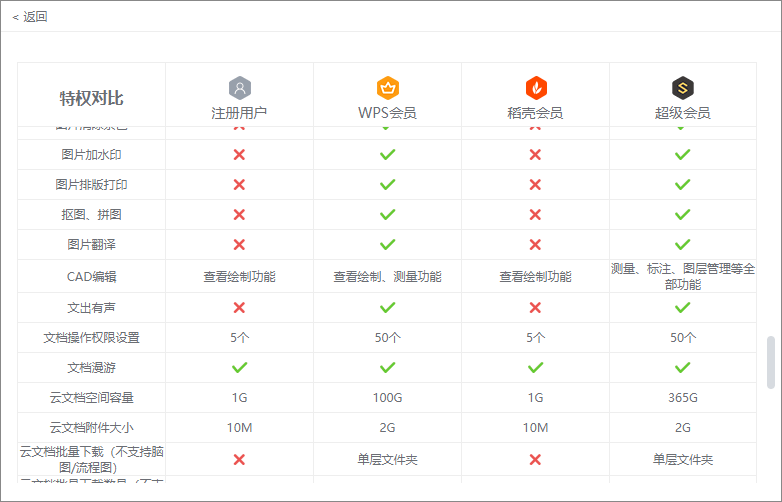 < 返回
特权对比 注册用户 WPS会员 稻壳会员 超级会员
图片加水印
图片排版打印
抠图、拼图
图片翻译
CAD编辑 查看绘制功能 查看绘制、测量功能 查看绘制功能 测量、标注、图层管理等全
部功能
文出有声
文档操作权限设置 5个 50个 5个 50个
文档漫游
云文档空间容量 1G 100G 1G 365G
云文档附件大小 10M 2G 10M 2G
云文档批量下载（不支持脑
图/流程图） 单层文件夹 单层文件夹